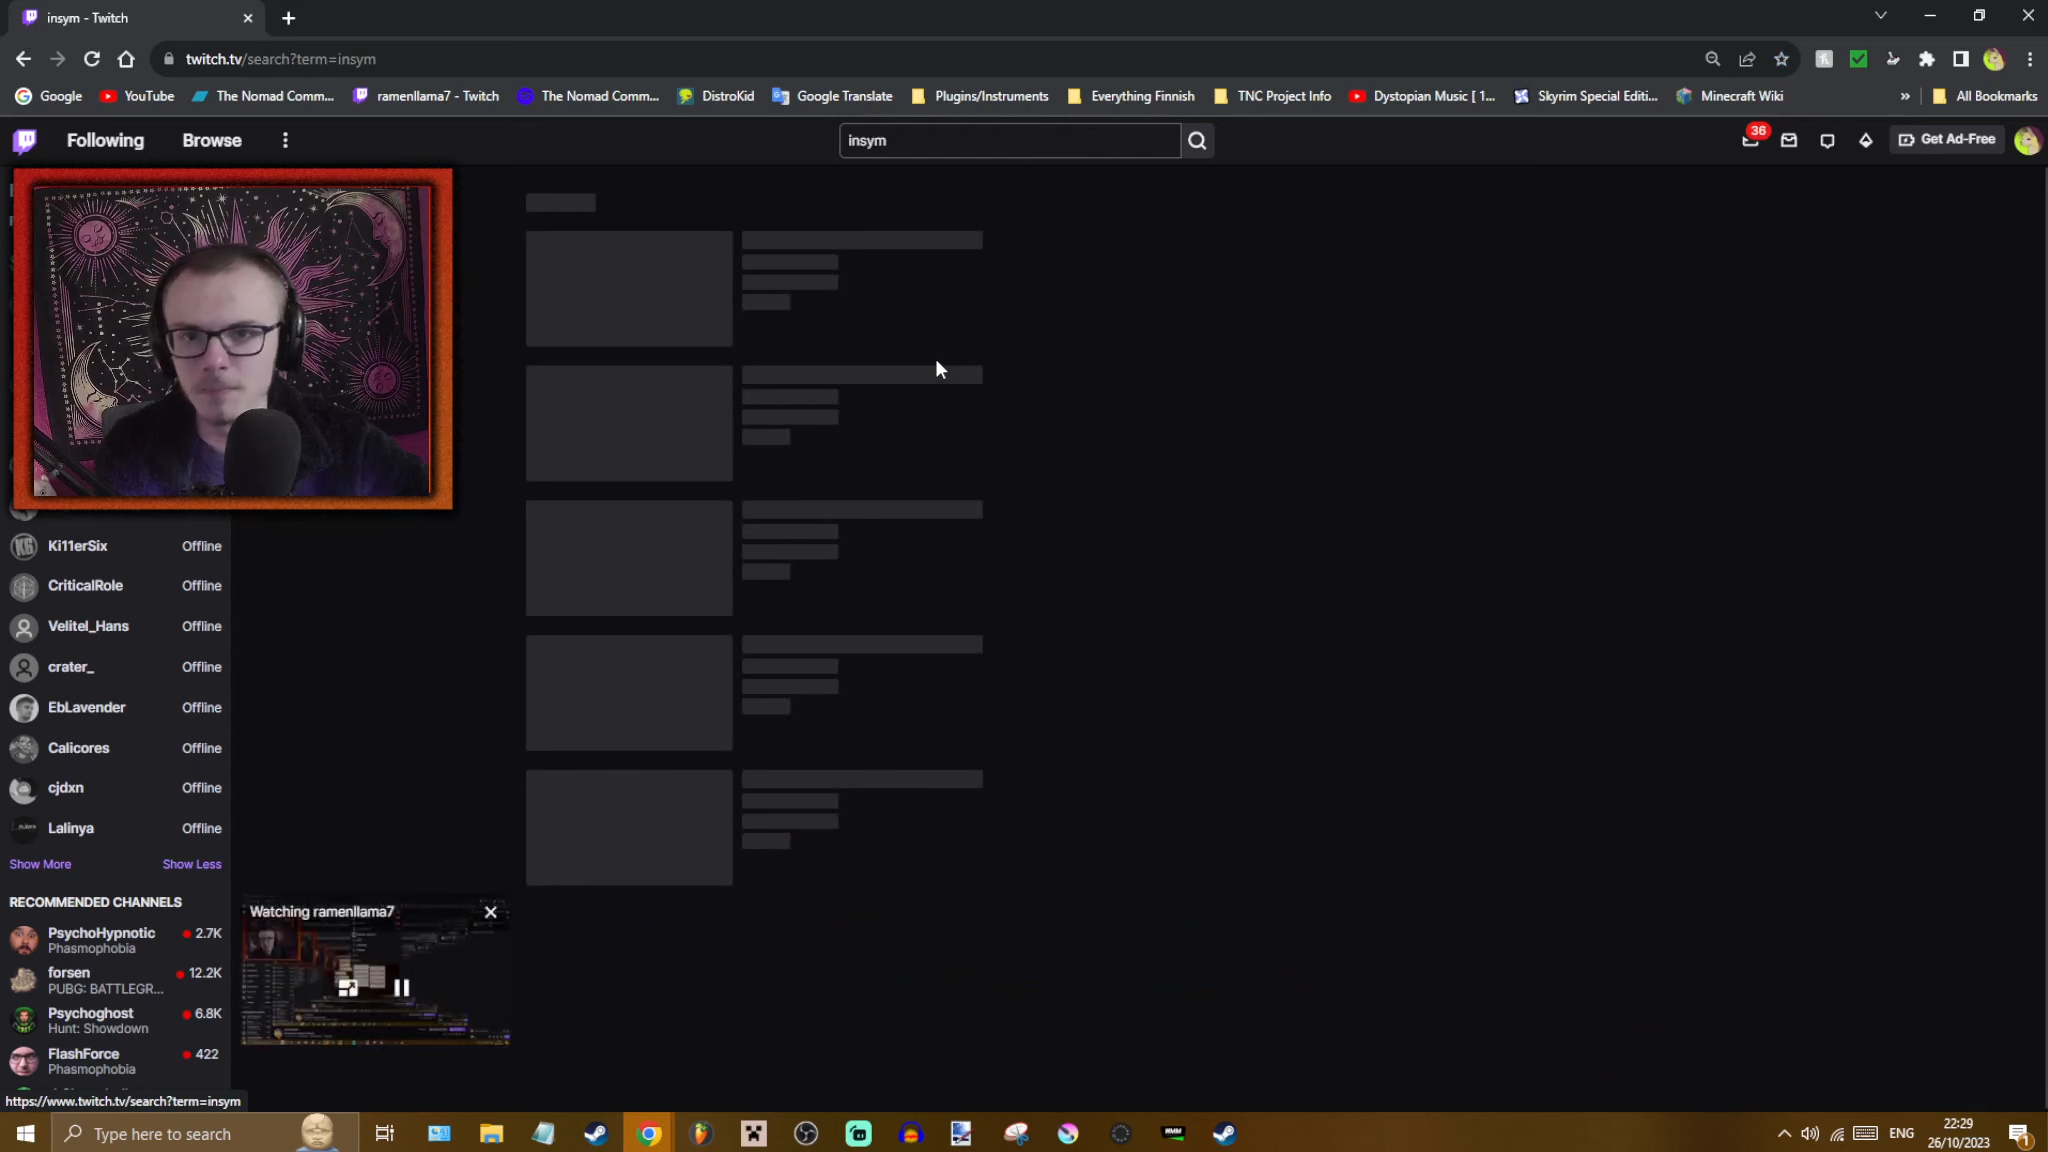 insym - Twitch
twitch.tv/search?term=insym
Google
YouTube
The Nomad Comm...
ramenllama7 - Twitch
The Nomad Comm...
DistroKid
Google Translate
Plugins/Instruments
Everything Finnish
TNC Project Info
Dystopian Music [ 1...
Skyrim Special Editi...
Minecraft Wiki
»
All Bookmarks
Following
Browse
insym
36
Get Ad-Free
Ki11erSix Offline
CriticalRole Offline
Velitel_Hans Offline
crater_ Offline
EbLavender Offline
Calicores Offline
cjdxn Offline
Lalinya Offline
Show More Show Less
RECOMMENDED CHANNELS
PsychoHypnotic 2.7K
Phasmophobia
forsen 12.2K
PUBG: BATTLEGR...
Psychoghost 6.8K
Hunt: Showdown
FlashForce 422
Phasmophobia
Watching ramenllama7
https://www.twitch.tv/search?term=insym
Type here to search
ENG
22:29
26/10/2023
1